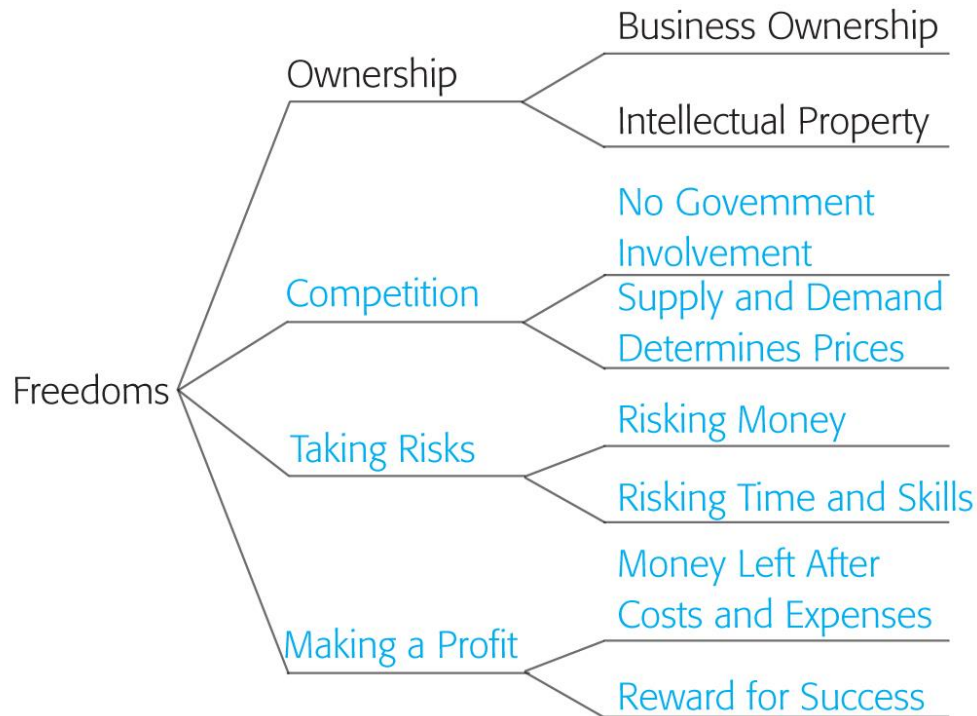 Freedoms
Ownership
Business Ownership
Intellectual Property
Competition
No Govemment
Involvement
Supply and Demand
Determines Prices
Taking Risks
Risking Money
Risking Time and Skills
Making a Profit
Money Left After
Costs and Expenses
Reward for Success